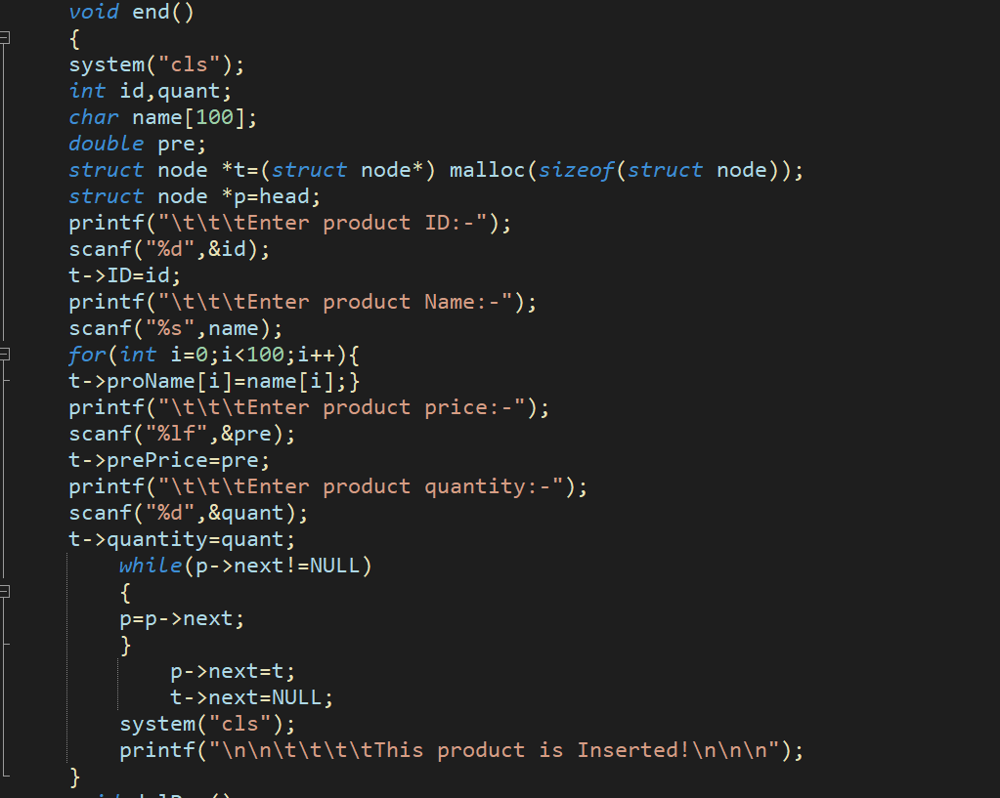 void end()
{
system("cls");
int id,quant;
char name[100];
double pre;
struct node *t=(struct node*) malloc(sizeof(struct node));
struct node *p=head;
printf("\t\t\tEnter product ID:-");
scanf("%d",&id);
t->ID=id;
printf("\t\t\tEnter product Name:-");
scanf("%s",name);
for(int i=0;i<100;i++){
t->proName[i]=name[i];}
printf("\t\t\tEnter product price:-");
scanf("%lf",&pre);
t->prePrice=pre;
printf("\t\t\tEnter product quantity:-");
scanf("%d",&quant);
t->quantity=quant;
while(p->next!=NULL)
{
p=p->next;
}
p->next=t;
t->next=NULL;
system("cls");
printf("\n\n\t\t\t\tThis product is Inserted!\n\n\n");
}